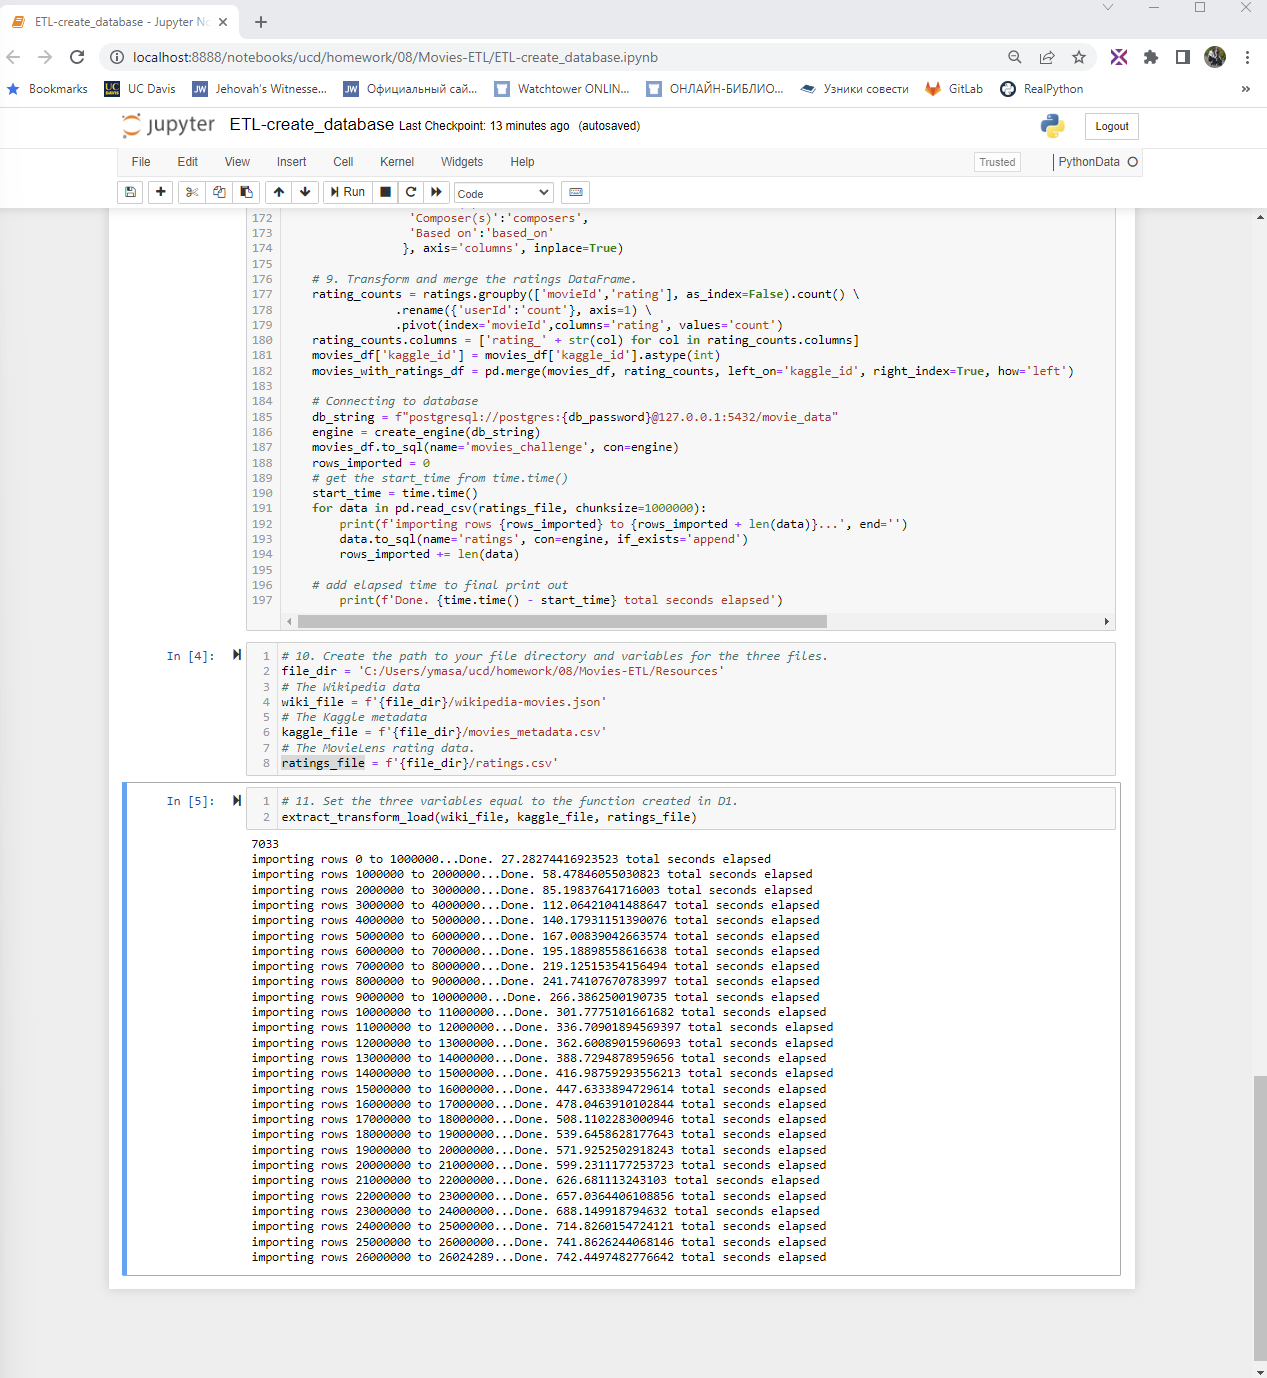 ETL-create_database - Jupyter No
localhost:8888/notebooks/ucd/homework/08/Movies-ETL/ETL-create_database.ipynb
Bookmarks UC Davis Jehovah's Witnesse... Официальный сай... Watchtower ONLIN... ОНЛАЙН-БИБЛИО... Узники совести GitLab RealPython »
jupyter ETL-create_database Last Checkpoint: 13 minutes ago (autosaved) Logout
File Edit View Insert Cell Kernel Widgets Help Trusted PythonData
Run Code
172 'Composer(s)':'composers',
173 'Based on':'based_on'
174 }, axis='columns', inplace=True)
175
176 # 9. Transform and merge the ratings DataFrame.
177 rating_counts = ratings.groupby(['movieId','rating'], as_index=False).count() \
178 .rename({'userId':'count'}, axis=1) \
179 .pivot(index='movieId',columns='rating', values='count')
180 rating_counts.columns = ['rating_' + str(col) for col in rating_counts.columns]
181 movies_df['kaggle_id'] = movies_df['kaggle_id'].astype(int)
182 movies_with_ratings_df = pd.merge(movies_df, rating_counts, left_on='kaggle_id', right_index=True, how='left')
183
184 # Connecting to database
185 db_string = f"postgresql://postgres:{db_password}@127.0.0.1:5432/movie_data"
186 engine = create_engine(db_string)
187 movies_df.to_sql(name='movies_challenge', con=engine)
188 rows_imported = 0
189 # get the start_time from time.time()
190 start_time = time.time()
191 for data in pd.read_csv(ratings_file, chunksize=1000000):
192 print(f'importing rows {rows_imported} to {rows_imported + len(data)}...', end='')
193 data.to_sql(name='ratings', con=engine, if_exists='append')
194 rows_imported += len(data)
195
196 # add elapsed time to final print out
197 print(f'Done. {time.time() - start_time} total seconds elapsed')
In [4]: 1 # 10. Create the path to your file directory and variables for the three files.
2 file_dir = 'C:/Users/ymasa/ucd/homework/08/Movies-ETL/Resources'
3 # The Wikipedia data
4 wiki_file = f'{file_dir}/wikipedia-movies.json'
5 # The Kaggle metadata
6 kaggle_file = f'{file_dir}/movies_metadata.csv'
7 # The MovieLens rating data.
8 ratings_file = f'{file_dir}/ratings.csv'
In [5]: 1 # 11. Set the three variables equal to the function created in D1.
2 extract_transform_load(wiki_file, kaggle_file, ratings_file)
7033
importing rows 0 to 1000000...Done. 27.28274416923523 total seconds elapsed
importing rows 1000000 to 2000000...Done. 58.47846055030823 total seconds elapsed
importing rows 2000000 to 3000000...Done. 85.19837641716003 total seconds elapsed
importing rows 3000000 to 4000000...Done. 112.06421041488647 total seconds elapsed
importing rows 4000000 to 5000000...Done. 140.17931151390076 total seconds elapsed
importing rows 5000000 to 6000000...Done. 167.00839042663574 total seconds elapsed
importing rows 6000000 to 7000000...Done. 195.18898558616638 total seconds elapsed
importing rows 7000000 to 8000000...Done. 219.12515354156494 total seconds elapsed
importing rows 8000000 to 9000000...Done. 241.74107670783997 total seconds elapsed
importing rows 9000000 to 10000000...Done. 266.3862500190735 total seconds elapsed
importing rows 10000000 to 11000000...Done. 301.7775101661682 total seconds elapsed
importing rows 11000000 to 12000000...Done. 336.70901894569397 total seconds elapsed
importing rows 12000000 to 13000000...Done. 362.60089015960693 total seconds elapsed
importing rows 13000000 to 14000000...Done. 388.7294878959656 total seconds elapsed
importing rows 14000000 to 15000000...Done. 416.98759293556213 total seconds elapsed
importing rows 15000000 to 16000000...Done. 447.6333894729614 total seconds elapsed
importing rows 16000000 to 17000000...Done. 478.0463910102844 total seconds elapsed
importing rows 17000000 to 18000000...Done. 508.1102283000946 total seconds elapsed
importing rows 18000000 to 19000000...Done. 539.6458628177643 total seconds elapsed
importing rows 19000000 to 20000000...Done. 571.9252502918243 total seconds elapsed
importing rows 20000000 to 21000000...Done. 599.2311177253723 total seconds elapsed
importing rows 21000000 to 22000000...Done. 626.681113243103 total seconds elapsed
importing rows 22000000 to 23000000...Done. 657.0364406108856 total seconds elapsed
importing rows 23000000 to 24000000...Done. 688.149918794632 total seconds elapsed
importing rows 24000000 to 25000000...Done. 714.8260154724121 total seconds elapsed
importing rows 25000000 to 26000000...Done. 741.8626244068146 total seconds elapsed
importing rows 26000000 to 26024289...Done. 742.4497482776642 total seconds elapsed